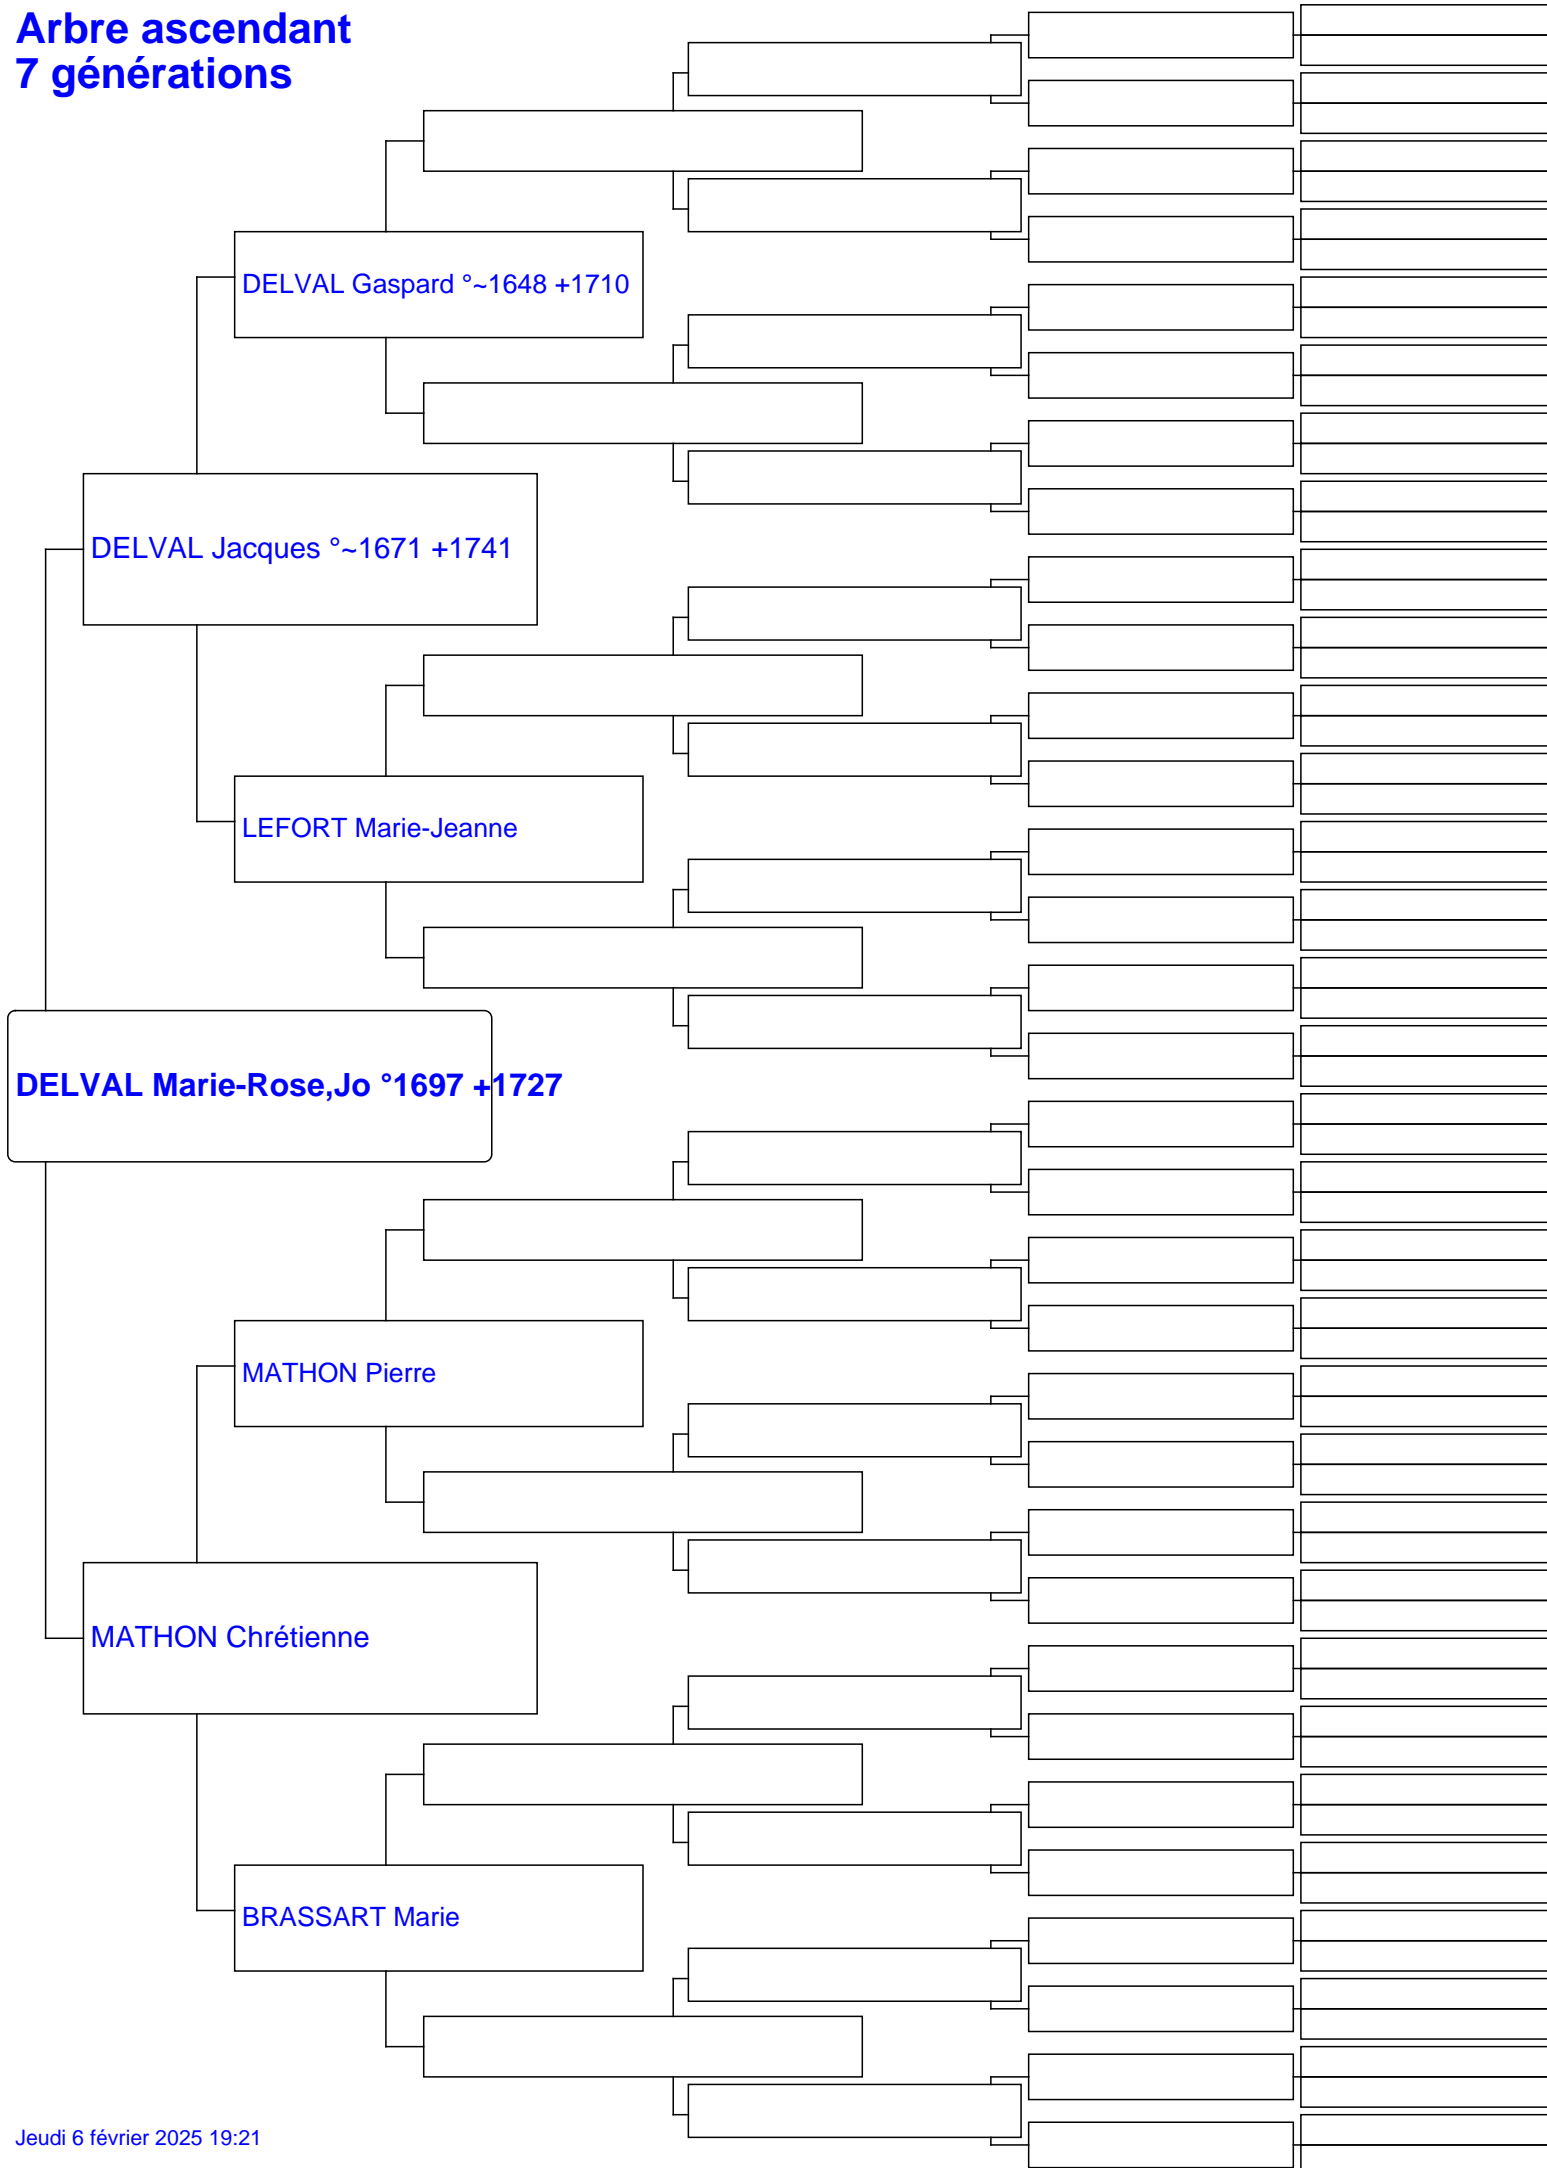 Arbre ascendant
7 générations
DELVAL Gaspard °~1648 +1710
DELVAL Jacques °~1671 +1741
LEFORT Marie-Jeanne
DELVAL Marie-Rose,Jo °1697 +1727
MATHON Pierre
MATHON Chrétienne
BRASSART Marie
Jeudi 6 février 2025 19:21